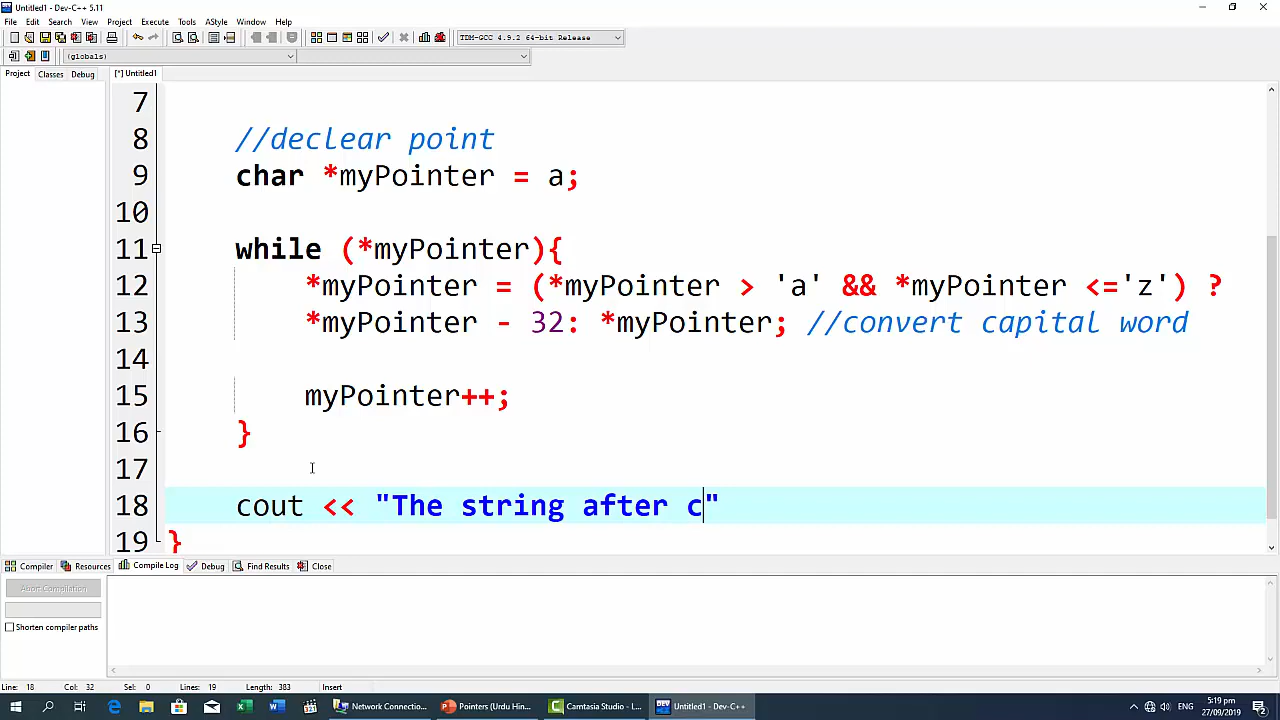 Untitled1 - Dev-C++ 5.11
File Edit Search View Project Execute Tools AStyle Window Help
TDM-GCC 4.9.2 64-bit Release
(globals)
Project Classes Debug [*] Untitled1
7
8 //declear point
9 char *myPointer = a;
10
11 while (*myPointer){
12 *myPointer = (*myPointer > 'a' && *myPointer <='z') ?
13 *myPointer - 32: *myPointer; //convert capital word
14
15 myPointer++;
16 }
17
18 cout << "The string after c"
19 }
Compiler Resources Compile Log Debug Find Results Close
Abort Compilation
Shorten compiler paths
Line: 18 Col: 32 Sel: 0 Lines: 19 Length: 383 Insert
Network Connectio... Pointers (Urdu Hin... Camtasia Studio - I... Untitled1 - Dev-C++ 5:19 pm
27/09/2019